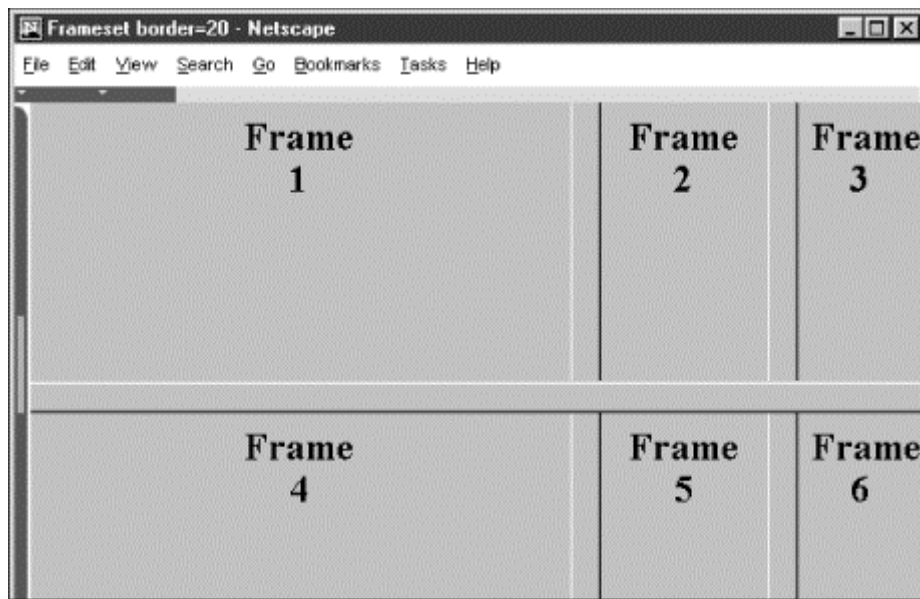 Frameset border=20 - Netscape
File Edit View Search Go Bookmarks Tasks Help
Frame
1
Frame
2
Frame
3
Frame
4
Frame
5
Frame
6